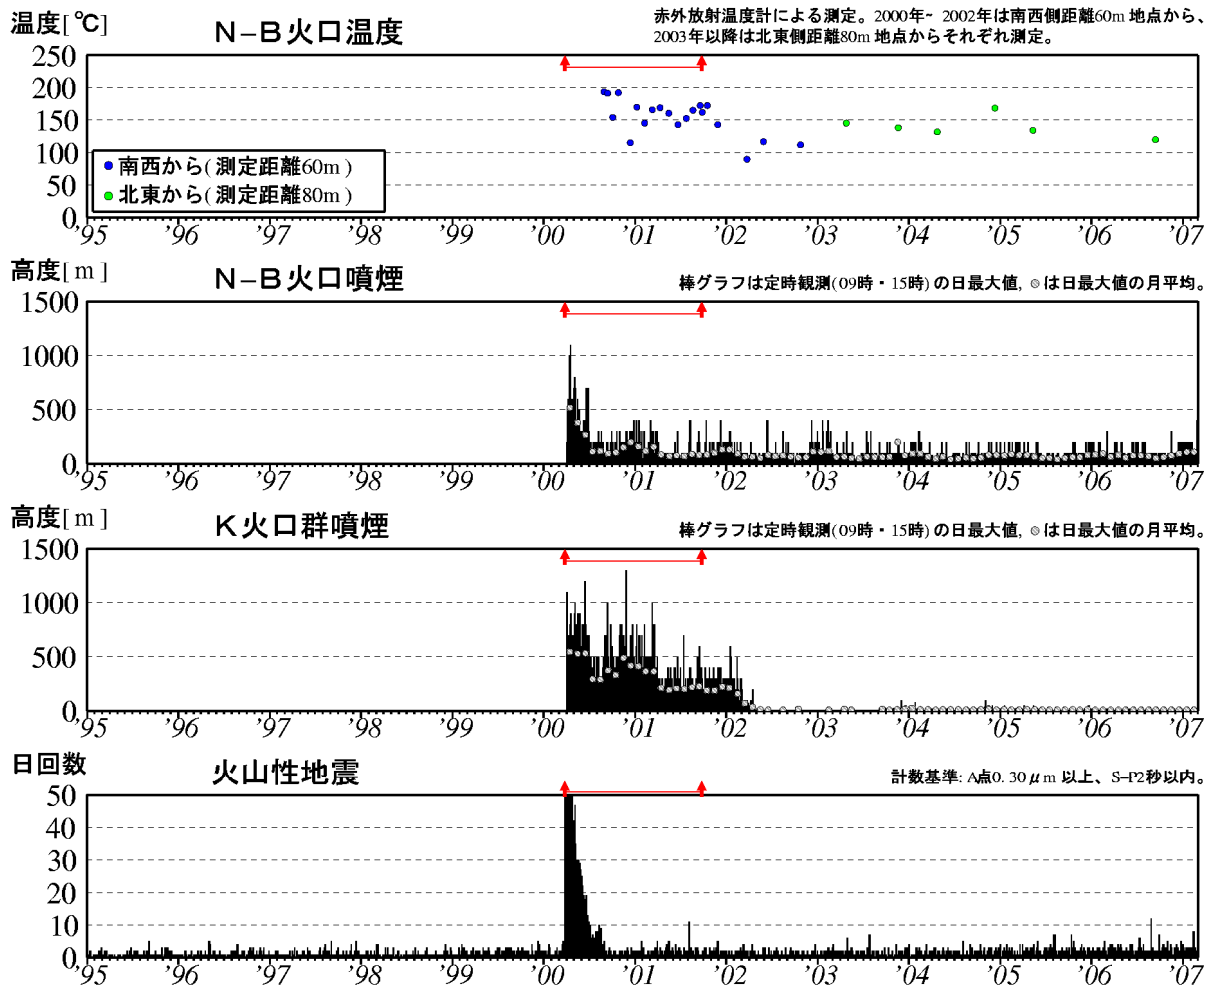 温度[℃]
N-B火口温度
赤外放射温度計による測定。2000年~ 2002年は南西側距離60m 地点から、
2003年以降は北東側距離80m 地点からそれぞれ測定。
250
200
150
100
50
0
南西から( 測定距離60m )
北東から( 測定距離80m )
'95 '96 '97 '98 '99 '00 '01 '02 '03 '04 '05 '06 '07
高度[ m ]
N-B火口噴煙
棒グラフは定時観測(09時・15時) の日最大値, ◎は日最大値の月平均。
1500
1000
500
0
'95 '96 '97 '98 '99 '00 '01 '02 '03 '04 '05 '06 '07
高度[ m ]
K火口群噴煙
棒グラフは定時観測(09時・15時) の日最大値, ◎は日最大値の月平均。
1500
1000
500
0
'95 '96 '97 '98 '99 '00 '01 '02 '03 '04 '05 '06 '07
日回数
火山性地震
計数基準: A点0. 30 μ m 以上、S-P2秒以内。
50
40
30
20
10
0
'95 '96 '97 '98 '99 '00 '01 '02 '03 '04 '05 '06 '07